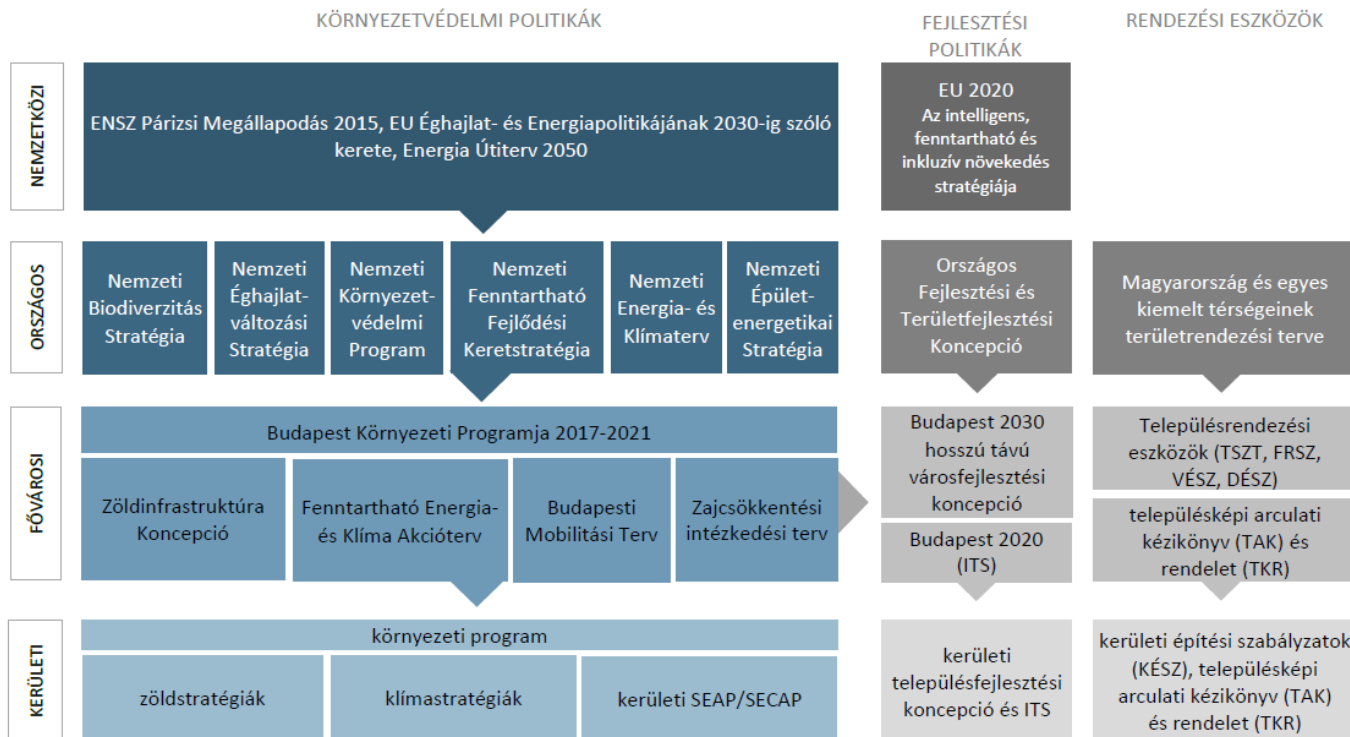 KÖRNYEZETVÉDELMI POLITIKÁK
FEJLESZTÉSI
POLITIKÁK
RENDEZÉSI ESZKÖZÖK
NEMZETKÖZI
ENSZ Párizsi Megállapodás 2015, EU Éghajlat- és Energiapolitikájának 2030-ig szóló
kerete, Energia Útiterv 2050
EU 2020
Az intelligens,
fenntartható és
inkluzív növekedés
stratégiája
ORSZÁGOS
Nemzeti
Biodiverzitás
Stratégia
Nemzeti
Éghajlat-
változási
Stratégia
Nemzeti
Környezet-
védelmi
Program
Nemzeti
Fenntartható
Fejlődési
Keretstratégia
Nemzeti
Energia- és
Klímaterv
Nemzeti
Épület-
energetikai
Stratégia
Országos
Fejlesztési és
Területfejlesztési
Koncepció
Magyarország és egyes
kiemelt térségeinek
területrendezési terve
FŐVÁROSI
Budapest Környezeti Programja 2017-2021
Zöldinfrastruktúra
Koncepció
Fenntartható Energia-
és Klíma Akcióterv
Budapesti
Mobilitási Terv
Zajcsökkentési
intézkedési terv
Budapest 2030
hosszú távú
városfejlesztési
koncepció
Budapest 2020
(ITS)
Településrendezési
eszközök (TSZT, FRSZ,
VÉSZ, DÉSZ)
településképi arculati
kézikönyv (TAK) és
rendelet (TKR)
KERÜLETI
környezeti program
zöldstratégiák
klímastratégiák
kerületi SEAP/SECAP
kerületi
településfejlesztési
koncepció és ITS
kerületi építési szabályzatok
(KÉSZ), településképi
arculati kézikönyv (TAK)
és rendelet (TKR)